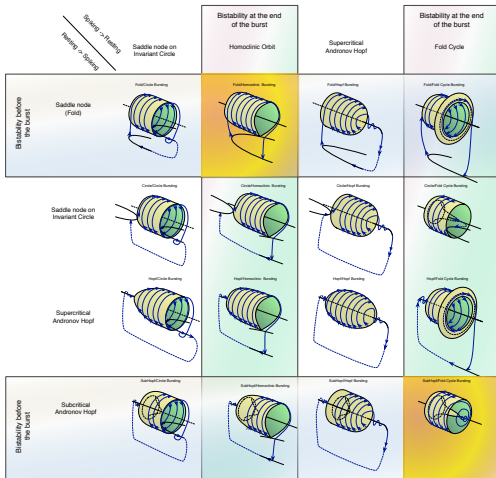 Spiking -> Resting
Resting -> Spiking
Saddle node on
Invariant Circle
Bistability at the end
of the burst
Homoclinic Orbit
Supercritical
Andronov Hopf
Bistability at the end
of the burst
Fold Cycle
Bistability before
the burst
Saddle node
(Fold)
Fold/Circle Bursting
Fold/Homoclinic Bursting
Fold/Hopf Bursting
Fold/Fold Cycle Bursting
Saddle node on
Invariant Circle
Circle/Circle Bursting
Circle/Homoclinic Bursting
Circle/Hopf Bursting
Circle/Fold Cycle Bursting
Supercritical
Andronov Hopf
Hopf/Circle Bursting
Hopf/Homoclinic Bursting
Hopf/Hopf Bursting
Hopf/Fold Cycle Bursting
Bistability before
the burst
Subcritical
Andronov Hopf
SubHopf/Circle Bursting
SubHopf/Homoclinic Bursting
SubHopf/Hopf Bursting
SubHopf/Fold Cycle Bursting